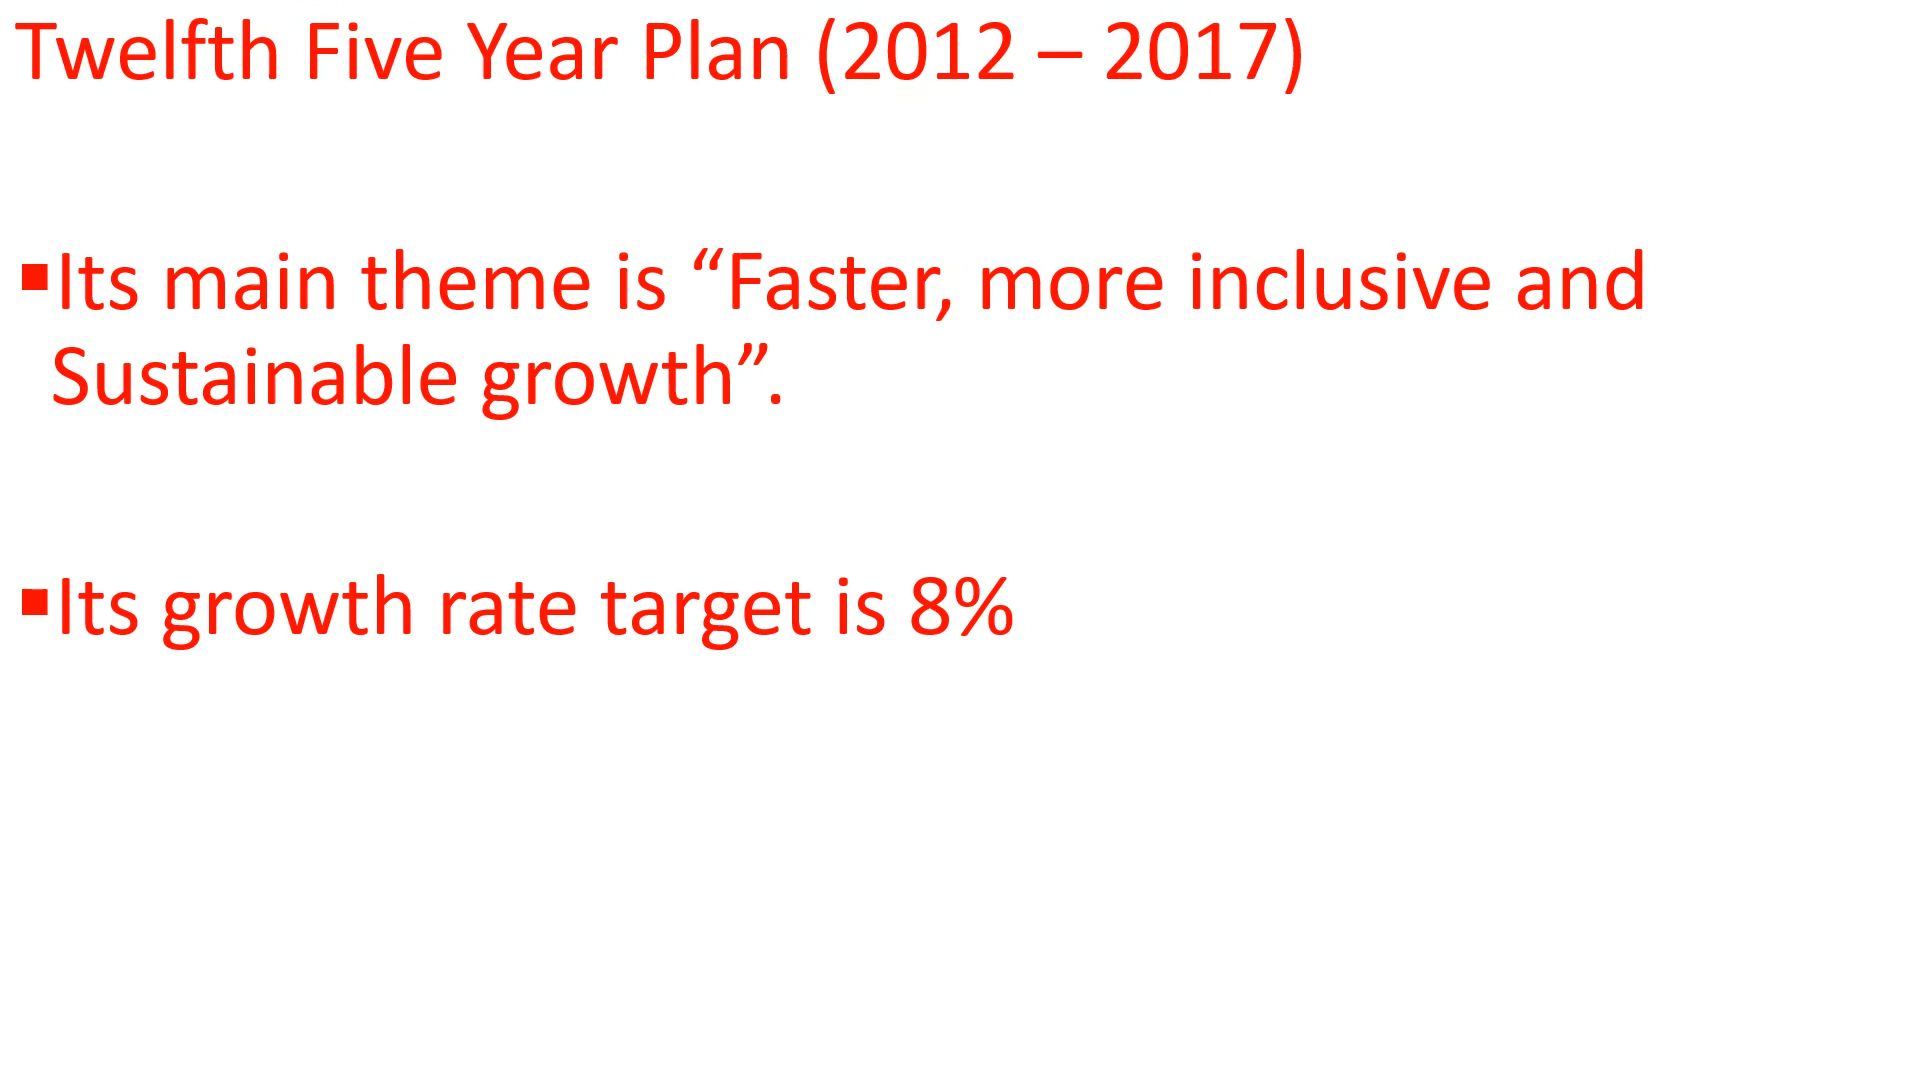 Twelfth Five Year Plan (2012 – 2017)
▪Its main theme is “Faster, more inclusive and
Sustainable growth”.
▪Its growth rate target is 8%